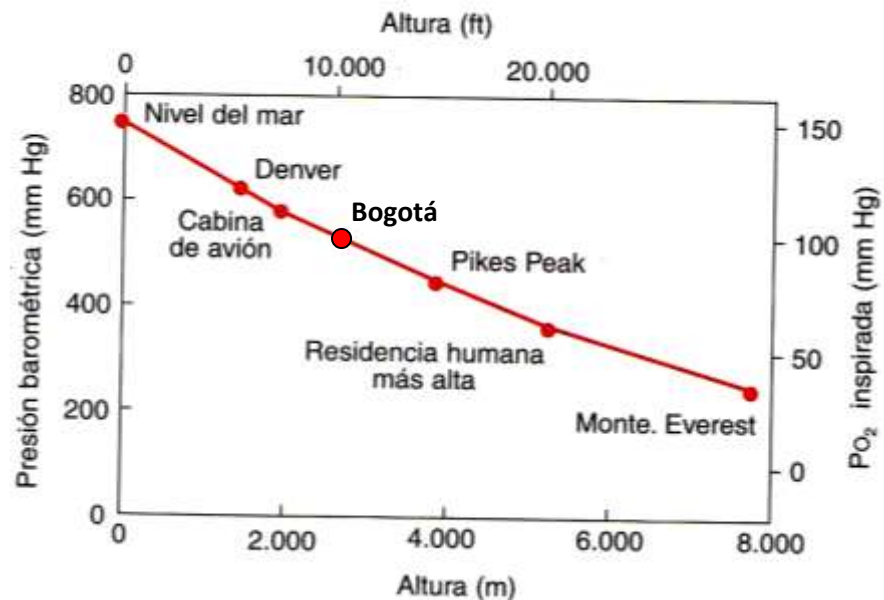 Altura (ft)
0
10.000
20.000
800
600
400
200
0
Presión barométrica (mm Hg)
Nivel del mar
Denver
Cabina
de avión
Bogotá
Pikes Peak
Residencia humana
más alta
Monte. Everest
150
100
50
0
PO₂ inspirada (mm Hg)
0
2.000
4.000
6.000
8.000
Altura (m)